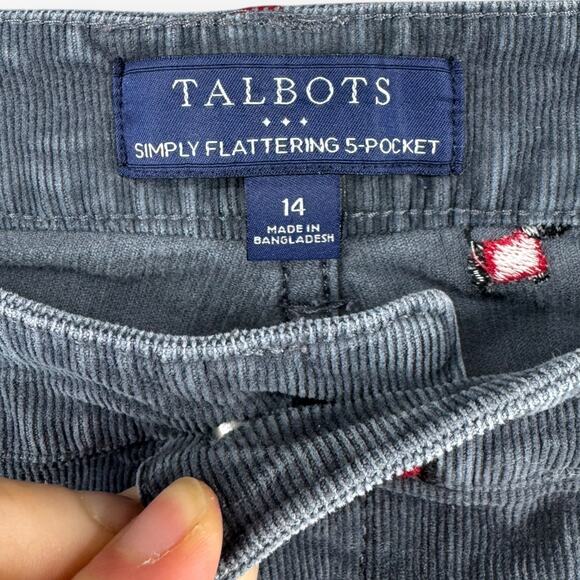 TALBOTS
SIMPLY FLATTERING 5-POCKET
14
MADE IN
BANGLADESH